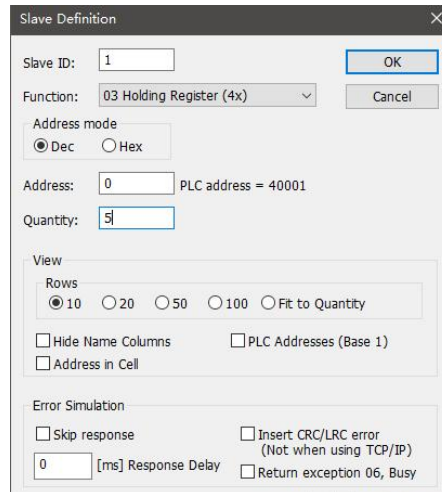 Slave Definition
Slave ID: 1
OK
Function: 03 Holding Register (4x)
Cancel
Address mode
Dec Hex
Address: 0 PLC address = 40001
Quantity: 5
View
Rows
10 20 50 100 Fit to Quantity
Hide Name Columns PLC Addresses (Base 1)
Address in Cell
Error Simulation
Skip response Insert CRC/LRC error
(Not when using TCP/IP)
0 [ms] Response Delay
Return exception 06, Busy